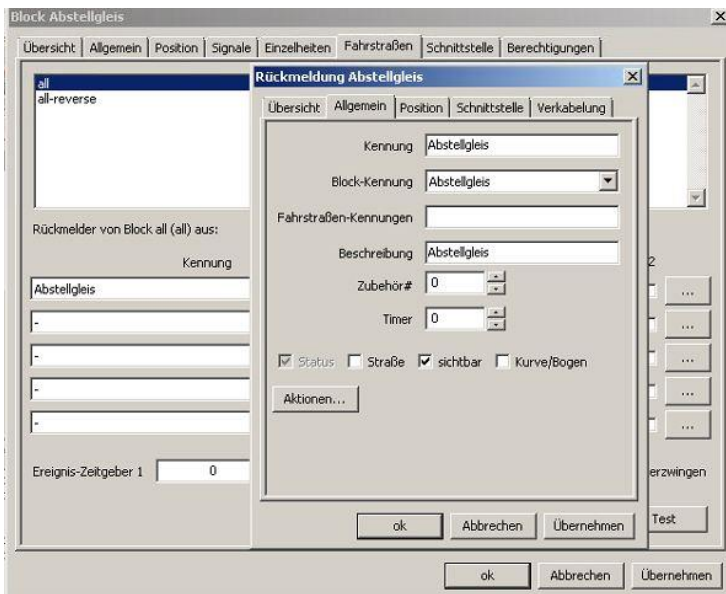 Block Abstellgleis
Übersicht Allgemein Position Signale Einzelheiten Fahrstraßen Schnittstelle Berechtigungen
all
all-reverse
Rückmelder von Block all (all) aus:
Kennung
2
Abstellgleis
...
-
...
-
...
-
...
-
...
Ereignis-Zeitgeber 1 0
erzwingen
Test
ok Abbrechen Übernehmen
Rückmeldung Abstellgleis
Übersicht Allgemein Position Schnittstelle Verkabelung
Kennung Abstellgleis
Block-Kennung Abstellgleis
Fahrstraßen-Kennungen
Beschreibung Abstellgleis
Zubehör# 0
Timer 0
Status Straße sichtbar Kurve/Bogen
Aktionen...
ok Abbrechen Übernehmen